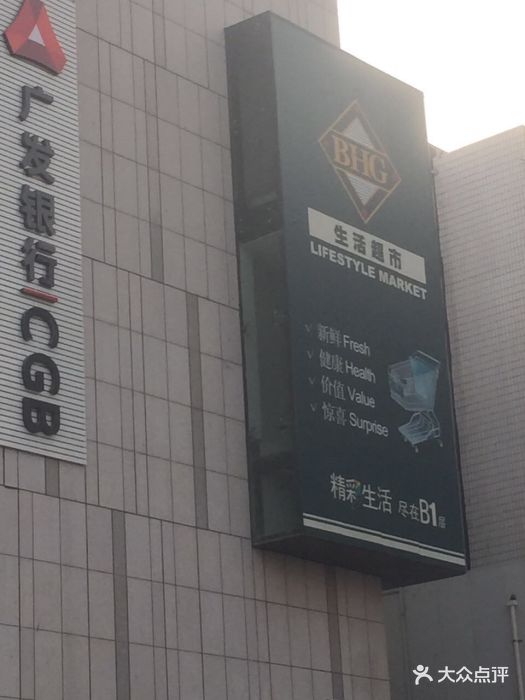 广发银行|CGB
BHG
生活超市
LIFESTYLE MARKET
√ 新鲜 Fresh
√ 健康 Health
√ 价值 Value
√ 惊喜 Surprise
精彩生活 尽在B1层
大众点评